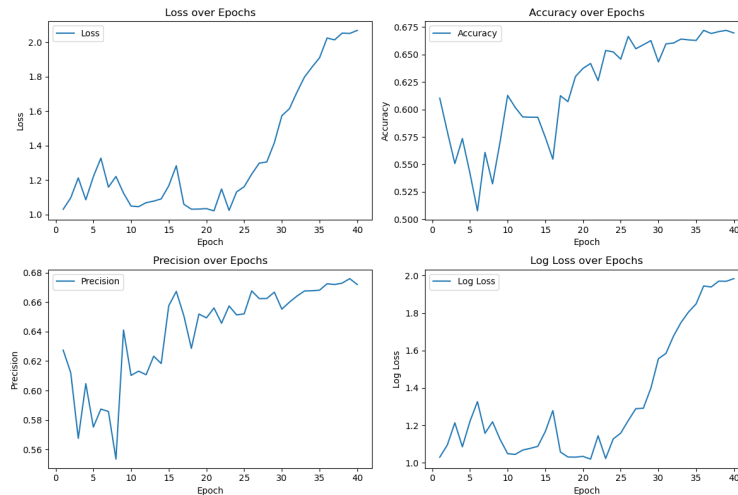 Loss over Epochs
Loss
2.0
1.8
1.6
1.4
1.2
1.0
Loss
0 5 10 15 20 25 30 35 40
Epoch
Accuracy over Epochs
Accuracy
0.675
0.650
0.625
0.600
0.575
0.550
0.525
0.500
Accuracy
0 5 10 15 20 25 30 35 40
Epoch
Precision over Epochs
Precision
0.68
0.66
0.64
0.62
0.60
0.58
0.56
Precision
0 5 10 15 20 25 30 35 40
Epoch
Log Loss over Epochs
Log Loss
2.0
1.8
1.6
1.4
1.2
1.0
Log Loss
0 5 10 15 20 25 30 35 40
Epoch